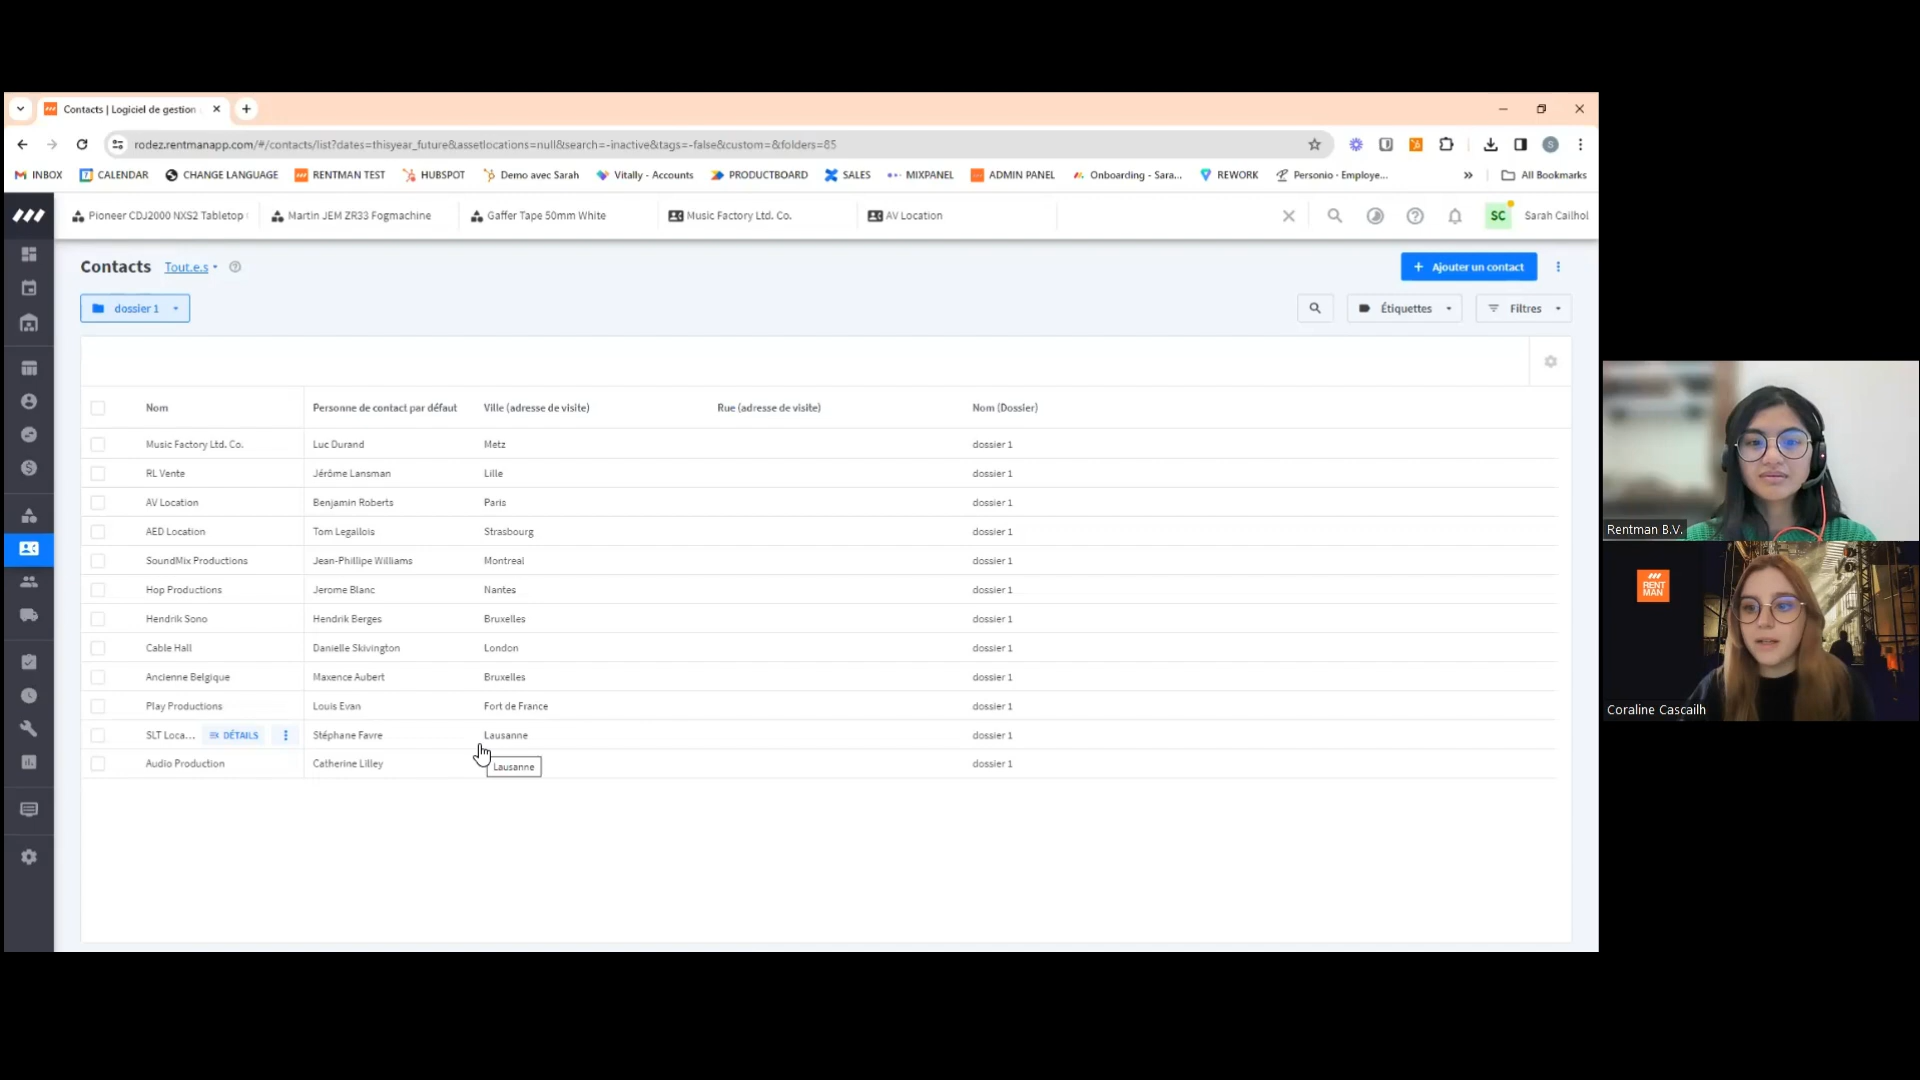 Contacts | Logiciel de gestion
rodez.rentmanapp.com/#/contacts/list?dates=thisyear_future&assetlocations=null&search=-inactive&tags=-false&custom=&folders=85
INBOX CALENDAR CHANGE LANGUAGE RENTMAN TEST HUBSPOT Demo avec Sarah Vitally - Accounts PRODUCTBOARD SALES MIXPANEL ADMIN PANEL Onboarding - Sara... REWORK Personio - Employe... » All Bookmarks
Pioneer CDJ2000 NXS2 Tabletop Martin JEM ZR33 Fogmachine Gaffer Tape 50mm White Music Factory Ltd. Co. AV Location SC Sarah Cailhol
Contacts Tout.e.s + Ajouter un contact
dossier 1 Étiquettes Filtres
Nom Personne de contact par défaut Ville (adresse de visite) Rue (adresse de visite) Nom (Dossier)
Music Factory Ltd. Co. Luc Durand Metz dossier 1
RL Vente Jérôme Lansman Lille dossier 1
AV Location Benjamin Roberts Paris dossier 1
AED Location Tom Legallois Strasbourg dossier 1
SoundMix Productions Jean-Phillipe Williams Montreal dossier 1
Hop Productions Jerome Blanc Nantes dossier 1
Hendrik Sono Hendrik Berges Bruxelles dossier 1
Cable Hall Danielle Skivington London dossier 1
Ancienne Belgique Maxence Aubert Bruxelles dossier 1
Play Productions Louis Evan Fort de France dossier 1
SLT Loca... DÉTAILS Stéphane Favre Lausanne dossier 1
Audio Production Catherine Lilley dossier 1
Lausanne
Rentman B.V.
RENT
MAN
Coraline Cascailh